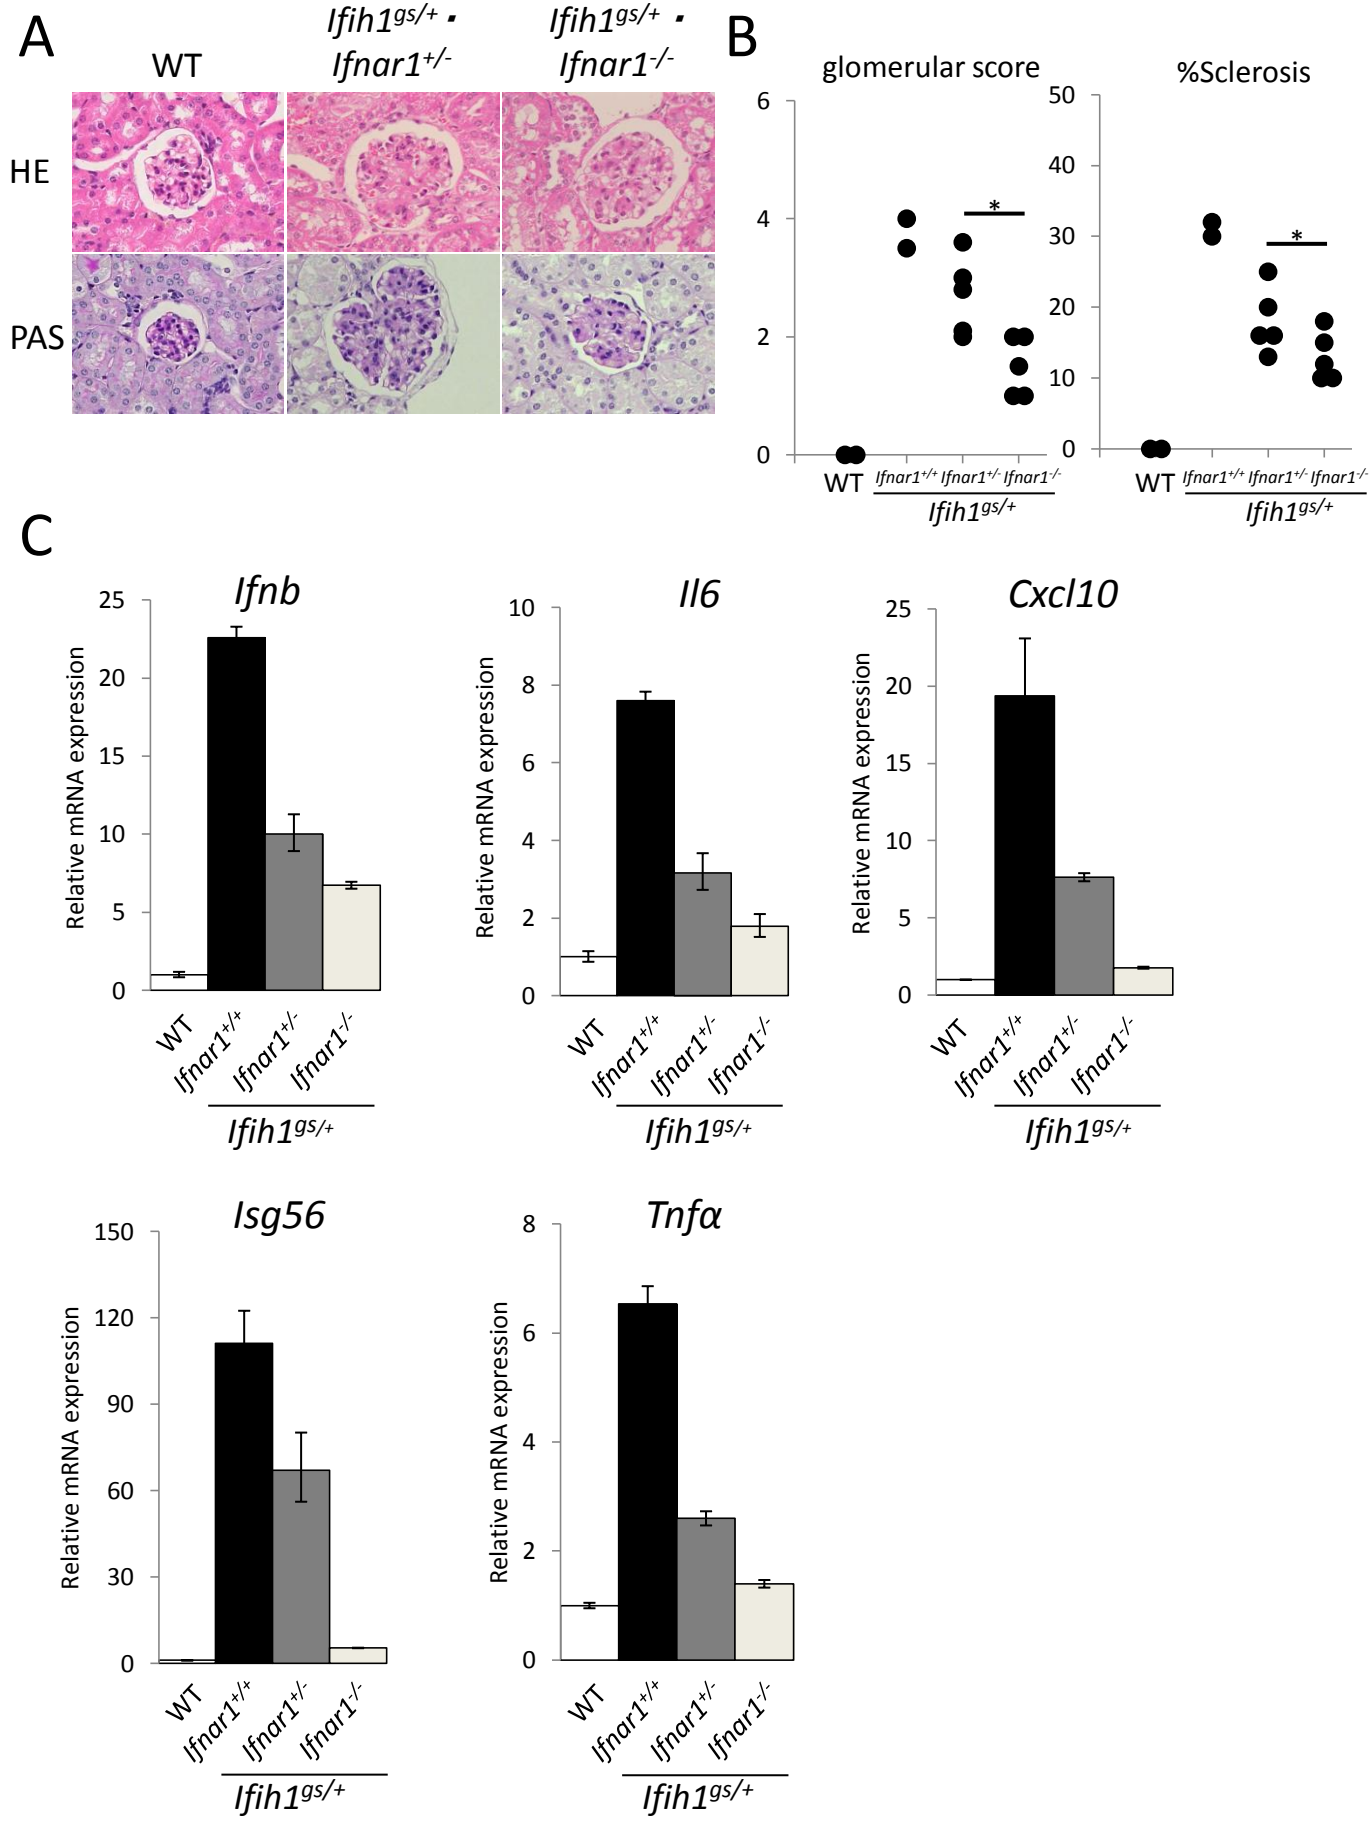 A
WT
Ifih1gs/+ ·
Ifnar1+/-
Ifih1gs/+ ·
Ifnar1-/-
HE
PAS
B
glomerular score
6
4
2
0
*
WT
Ifnar1+/+ Ifnar1+/- Ifnar1-/-
Ifih1gs/+
%Sclerosis
50
40
30
20
10
0
*
WT
Ifnar1+/+ Ifnar1+/- Ifnar1-/-
Ifih1gs/+
C
Ifnb
Relative mRNA expression
25
20
15
10
5
0
WT
Ifnar1+/+
Ifnar1+/-
Ifnar1-/-
Ifih1gs/+
Il6
Relative mRNA expression
10
8
6
4
2
0
WT
Ifnar1+/+
Ifnar1+/-
Ifnar1-/-
Ifih1gs/+
Cxcl10
Relative mRNA expression
25
20
15
10
5
0
WT
Ifnar1+/+
Ifnar1+/-
Ifnar1-/-
Ifih1gs/+
Isg56
Relative mRNA expression
150
120
90
60
30
0
WT
Ifnar1+/+
Ifnar1+/-
Ifnar1-/-
Ifih1gs/+
Tnfα
Relative mRNA expression
8
6
4
2
0
WT
Ifnar1+/+
Ifnar1+/-
Ifnar1-/-
Ifih1gs/+